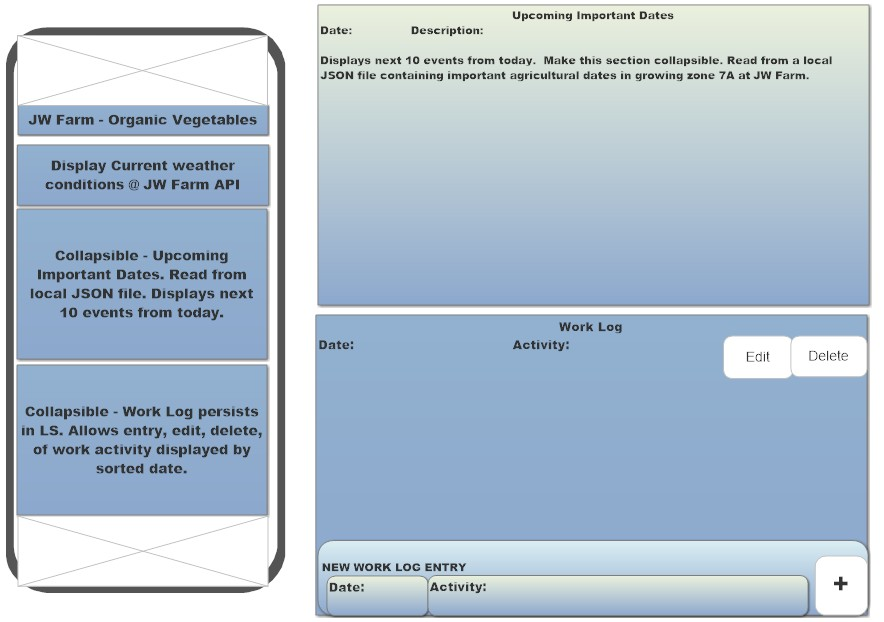 JW Farm - Organic Vegetables
Display Current weather
conditions @ JW Farm API
Collapsible - Upcoming
Important Dates. Read from
local JSON file. Displays next
10 events from today.
Collapsible - Work Log persists
in LS. Allows entry, edit, delete,
of work activity displayed by
sorted date.
Upcoming Important Dates
Date: Description:
Displays next 10 events from today. Make this section collapsible. Read from a local
JSON file containing important agricultural dates in growing zone 7A at JW Farm.
Work Log
Date: Activity:
Edit Delete
NEW WORK LOG ENTRY
Date: Activity:
+